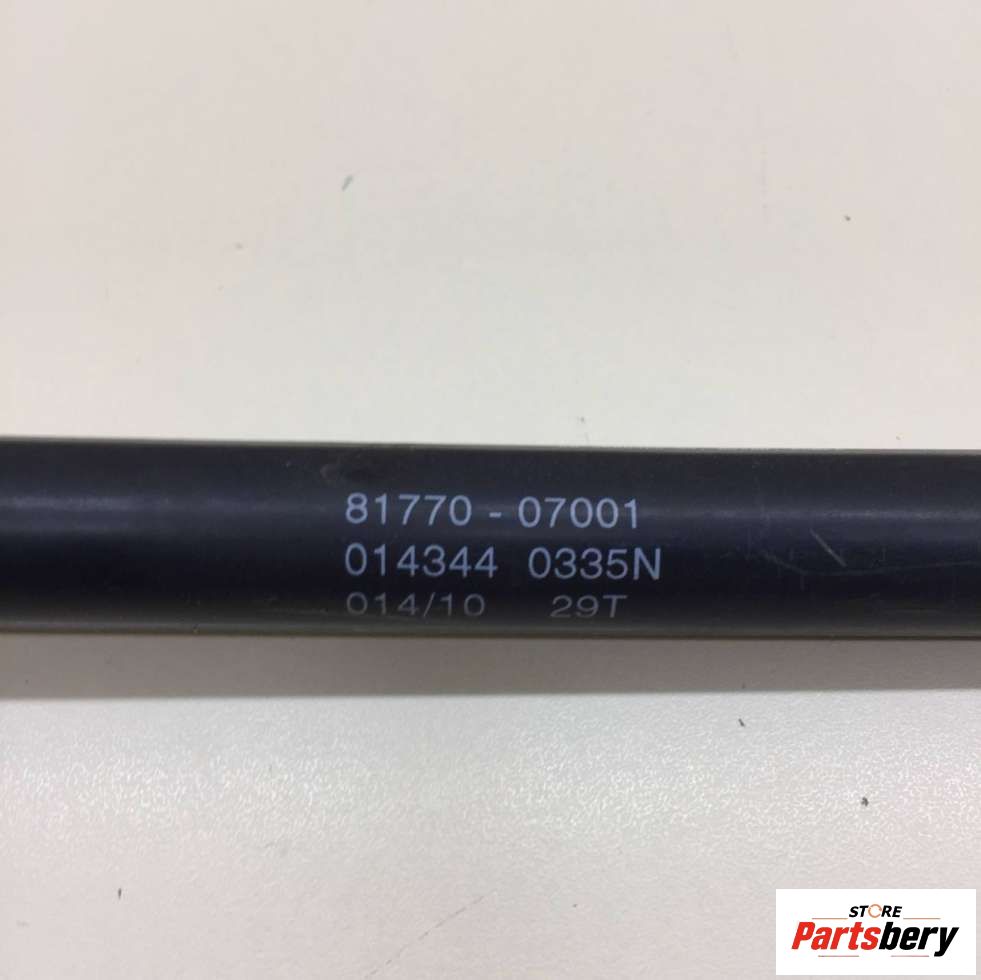 81770 - 07001
014344 0335N
014/10 29T
STORE
Partsbery